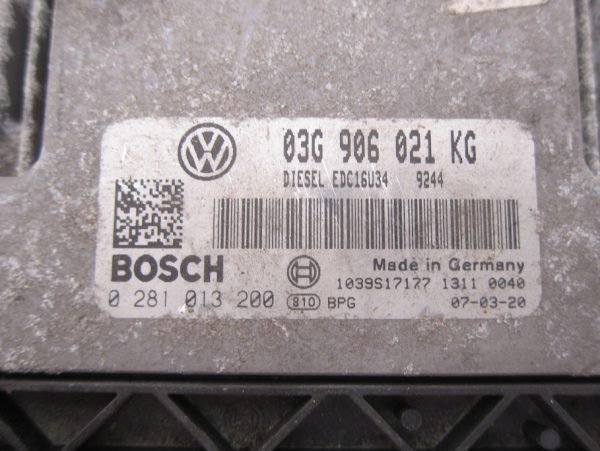 03G 906 021 KG
DIESEL EDC16U34 9244
BOSCH
Made in Germany
1039S17177 1311 0040
0 281 013 200 810 BPG 07-03-20